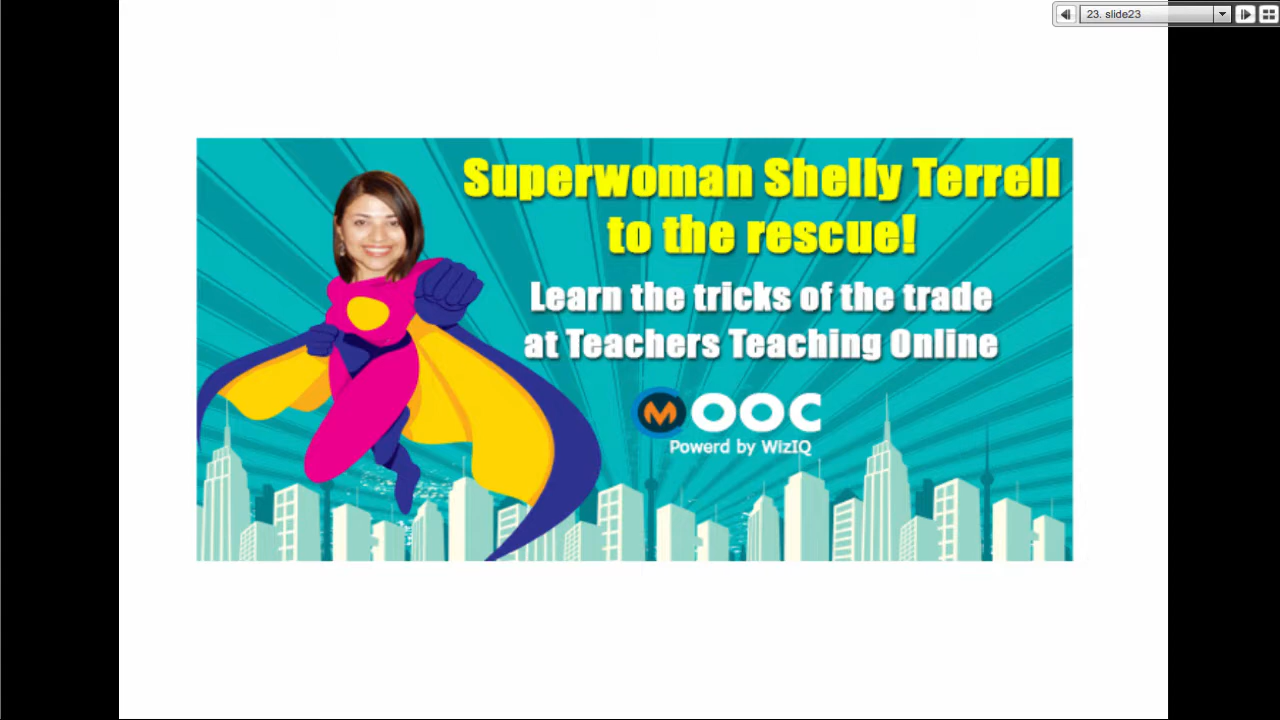 23. slide23
Superwoman Shelly Terrell
to the rescue!
Learn the tricks of the trade
at Teachers Teaching Online
MOOC
Powerd by WizIQ